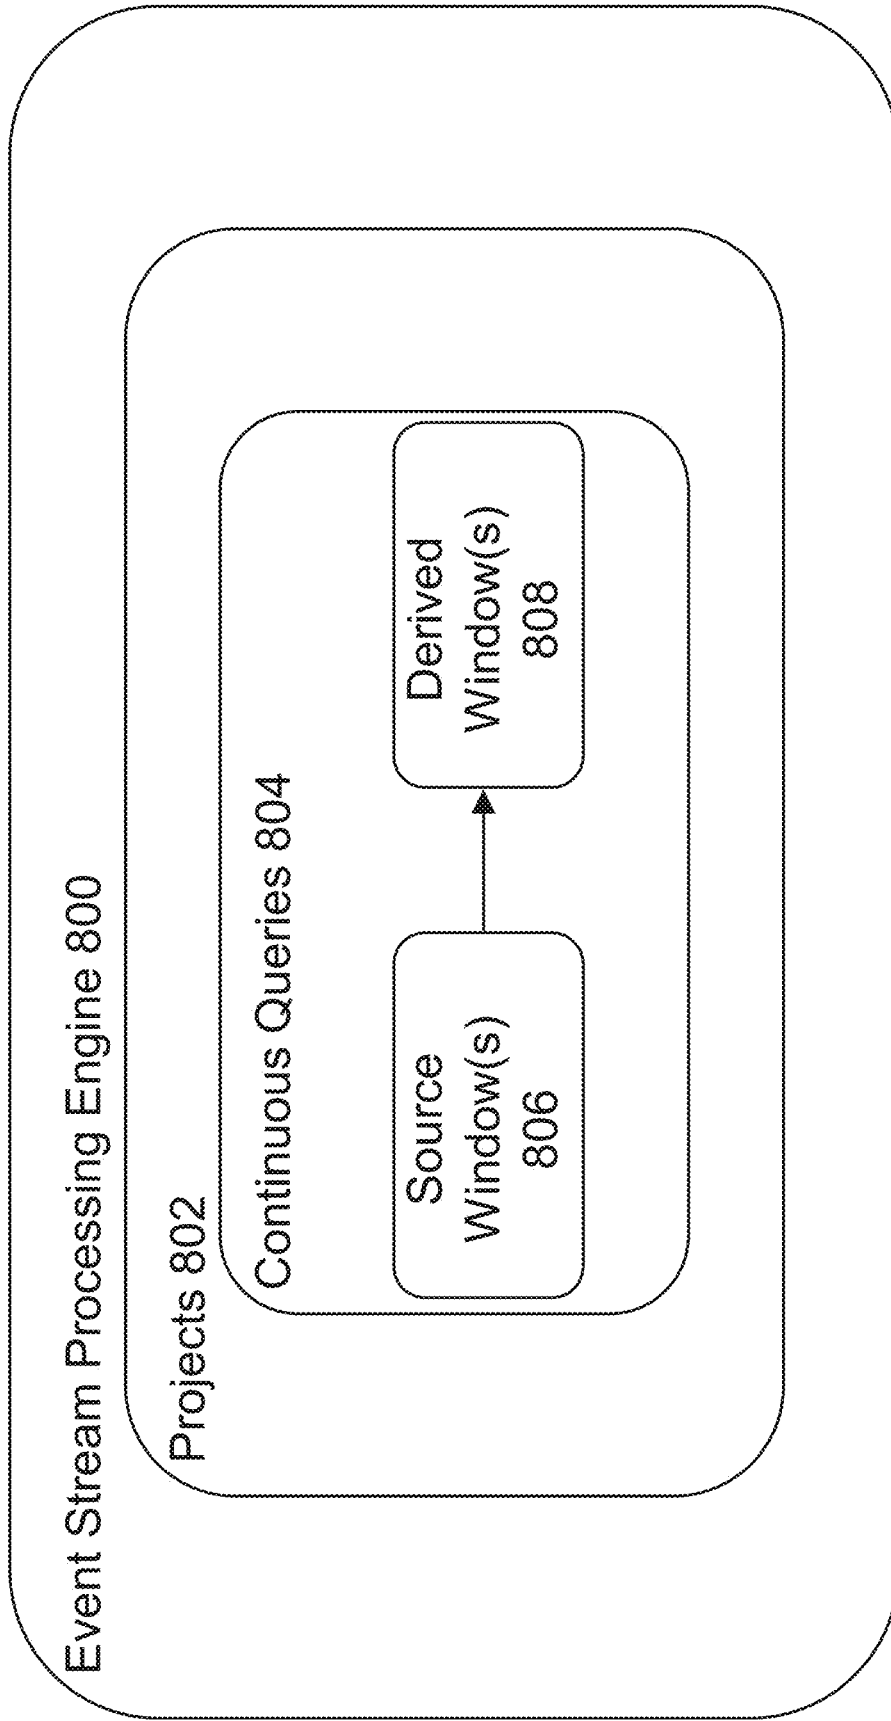 Event Stream Processing Engine 800
Projects 802
Continuous Queries 804
Source
Window(s)
806
Derived
Window(s)
808